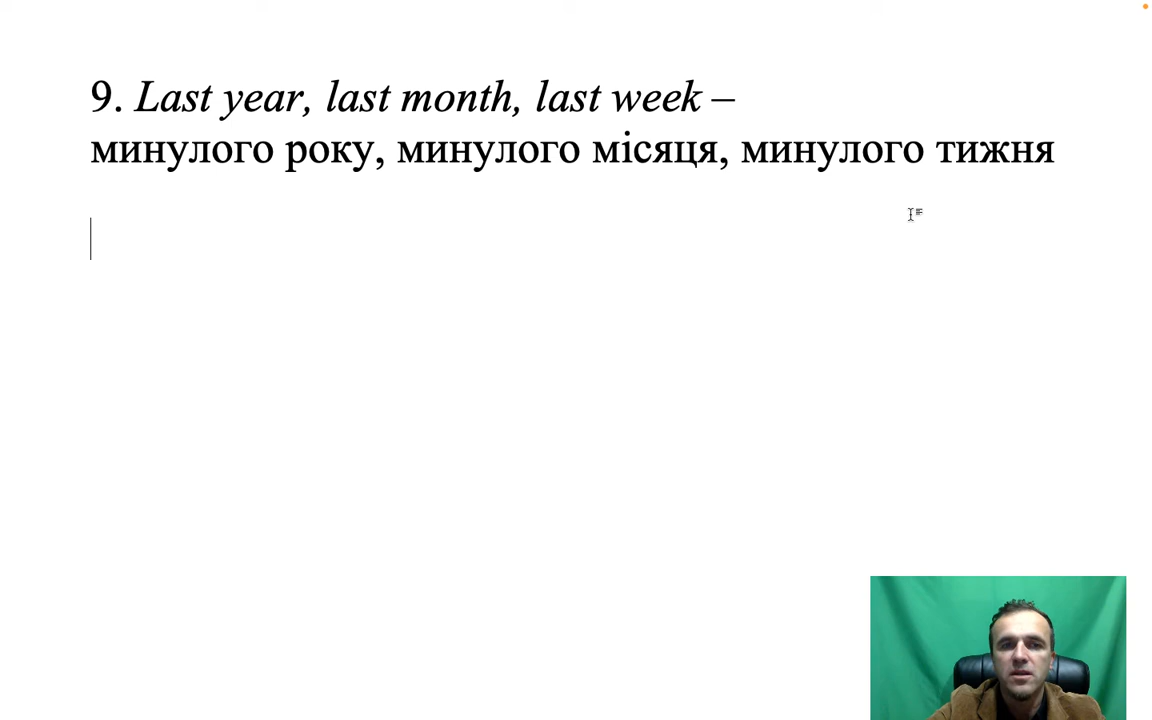 9. Last year, last month, last week –
минулого року, минулого місяця, минулого тижня